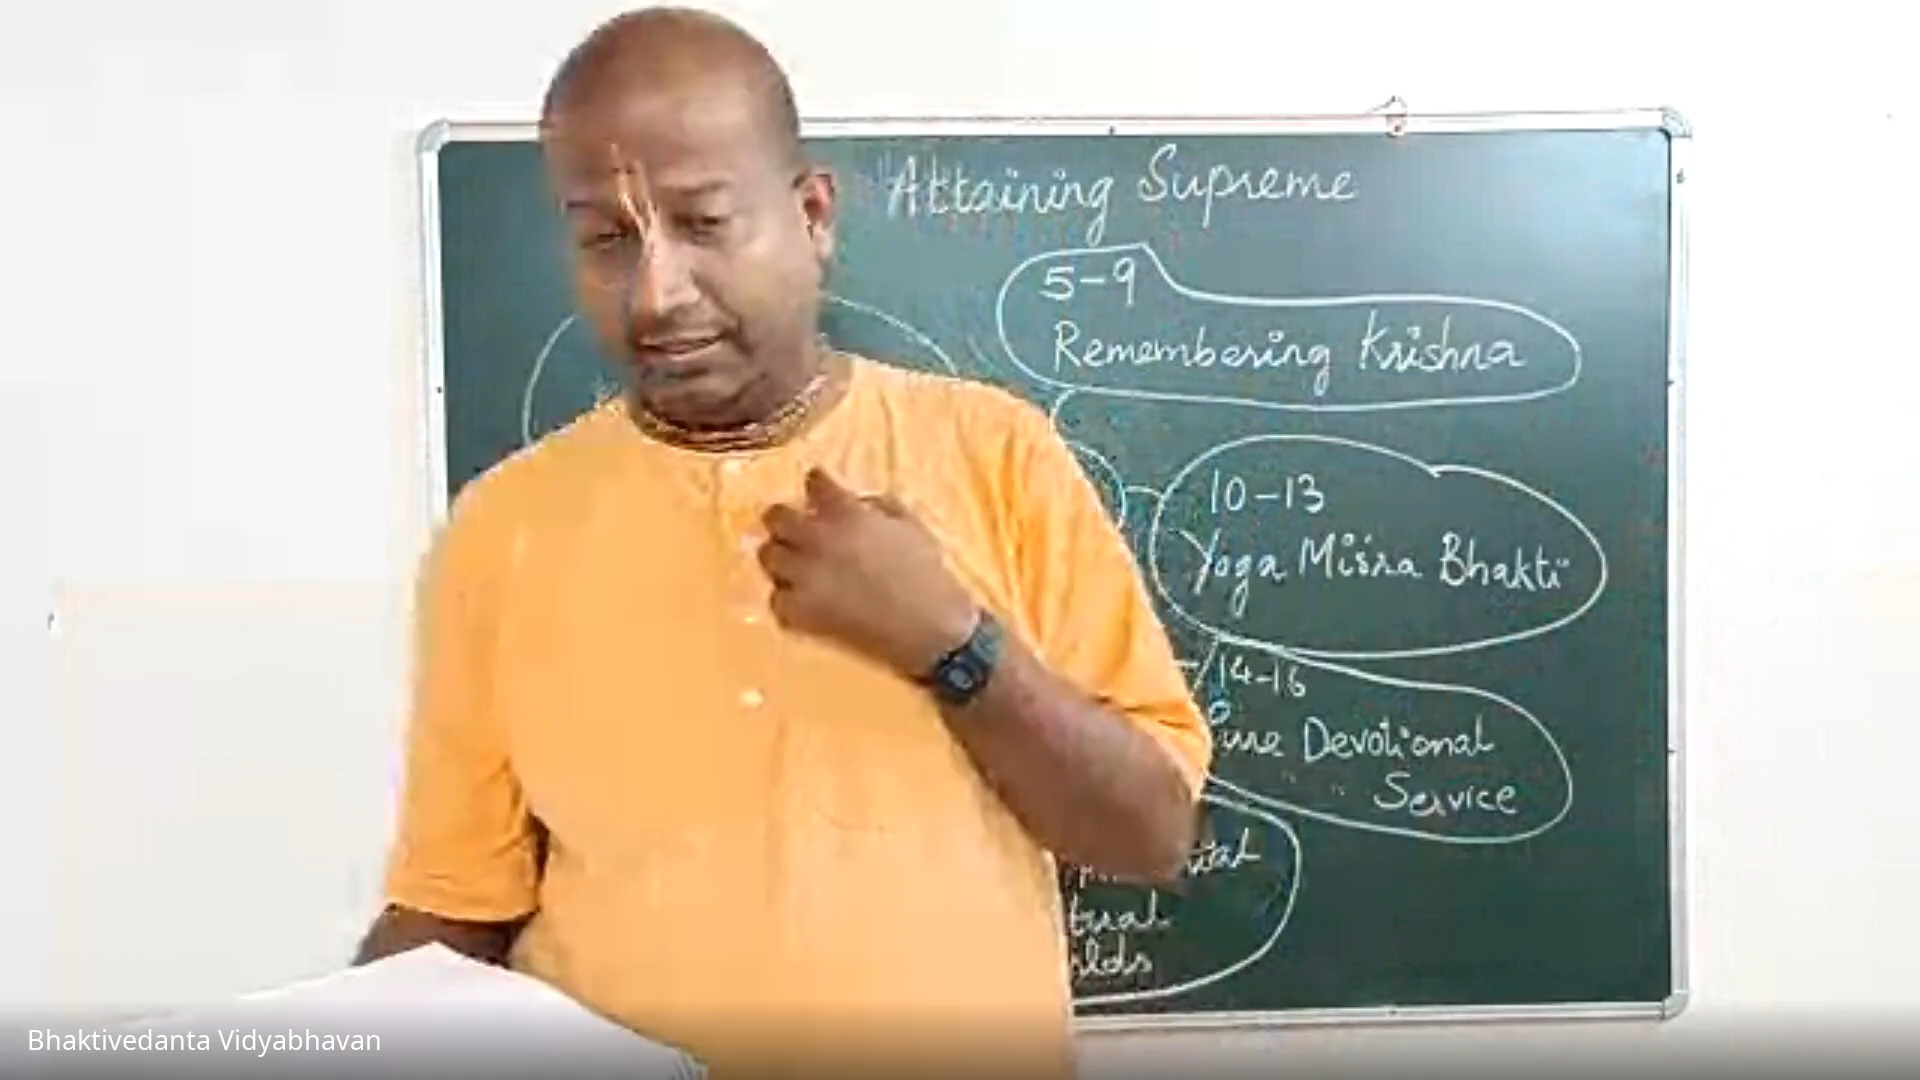 Attaining Supreme
5-9
Remembering Krishna
10-13
Yoga Miśra Bhakti
14-16
Devotional
Service
Bhaktivedanta Vidyabhavan